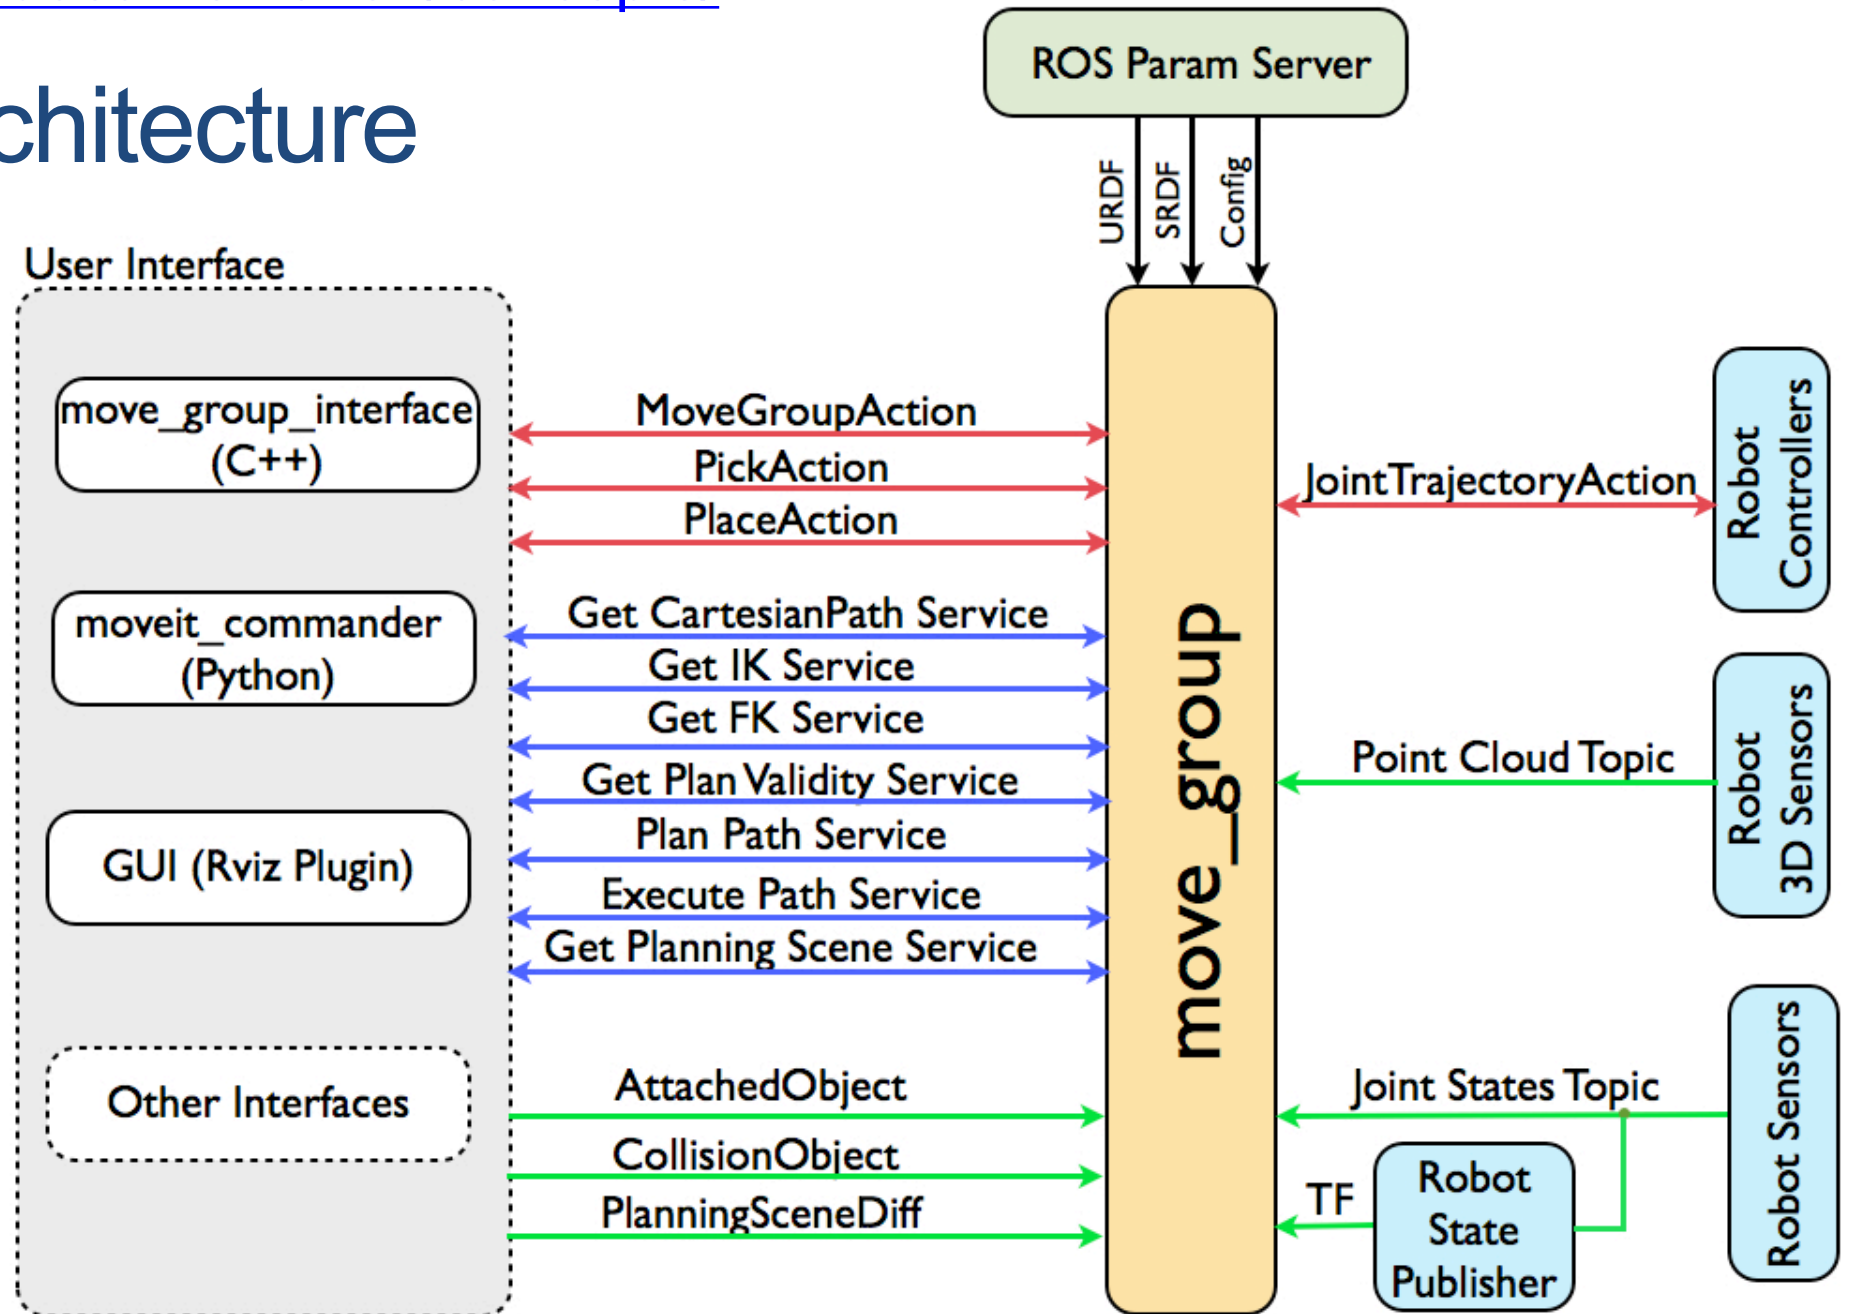 chitecture
ROS Param Server
URDF
SRDF
Config
User Interface
move_group_interface
(C++)
moveit_commander
(Python)
GUI (Rviz Plugin)
Other Interfaces
MoveGroupAction
PickAction
PlaceAction
Get CartesianPath Service
Get IK Service
Get FK Service
Get Plan Validity Service
Plan Path Service
Execute Path Service
Get Planning Scene Service
AttachedObject
CollisionObject
PlanningSceneDiff
move_group
JointTrajectoryAction
Robot
Controllers
Point Cloud Topic
Robot
3D Sensors
Joint States Topic
Robot Sensors
TF
Robot
State
Publisher